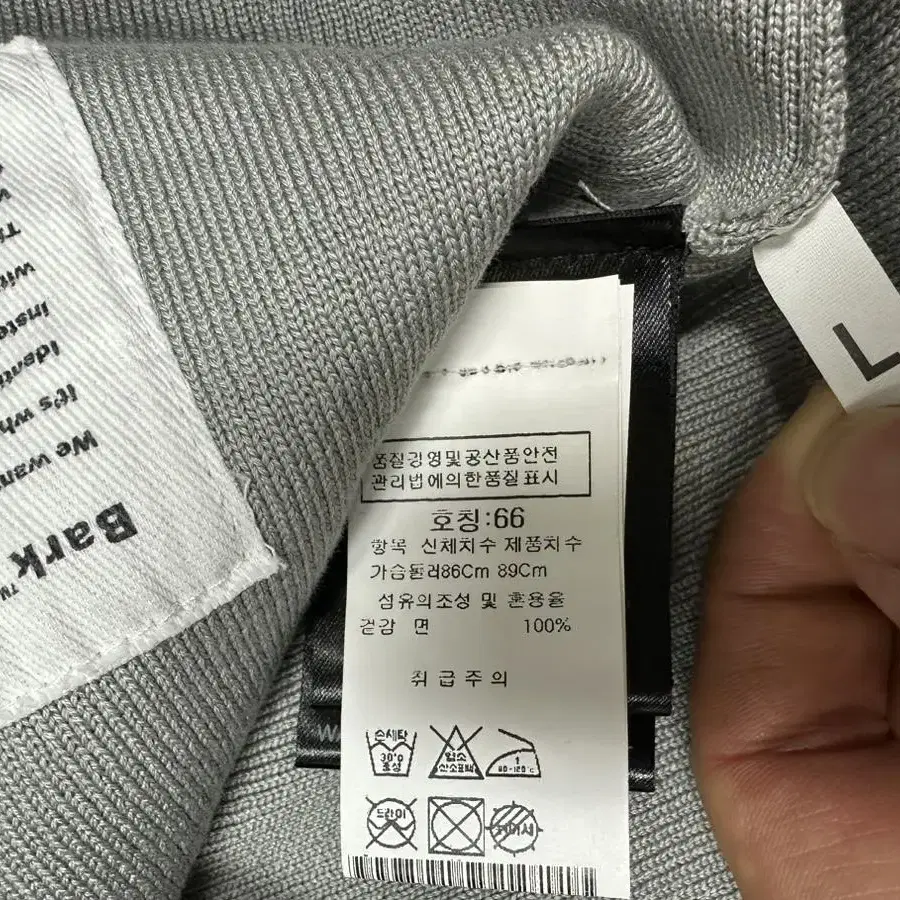 Bark™
We wan
it's wh
identi
inste
wit
L
품질경영및공산품안전
관리법에의한품질표시
호칭:66
항목 신체치수 제품치수
가슴둘레86Cm 89Cm
섬유의조성 및 혼용율
겉감 면 100%
취 급 주 의
손세탁
30°C
중성
염소
산소표백
80-120°C
드라이
W